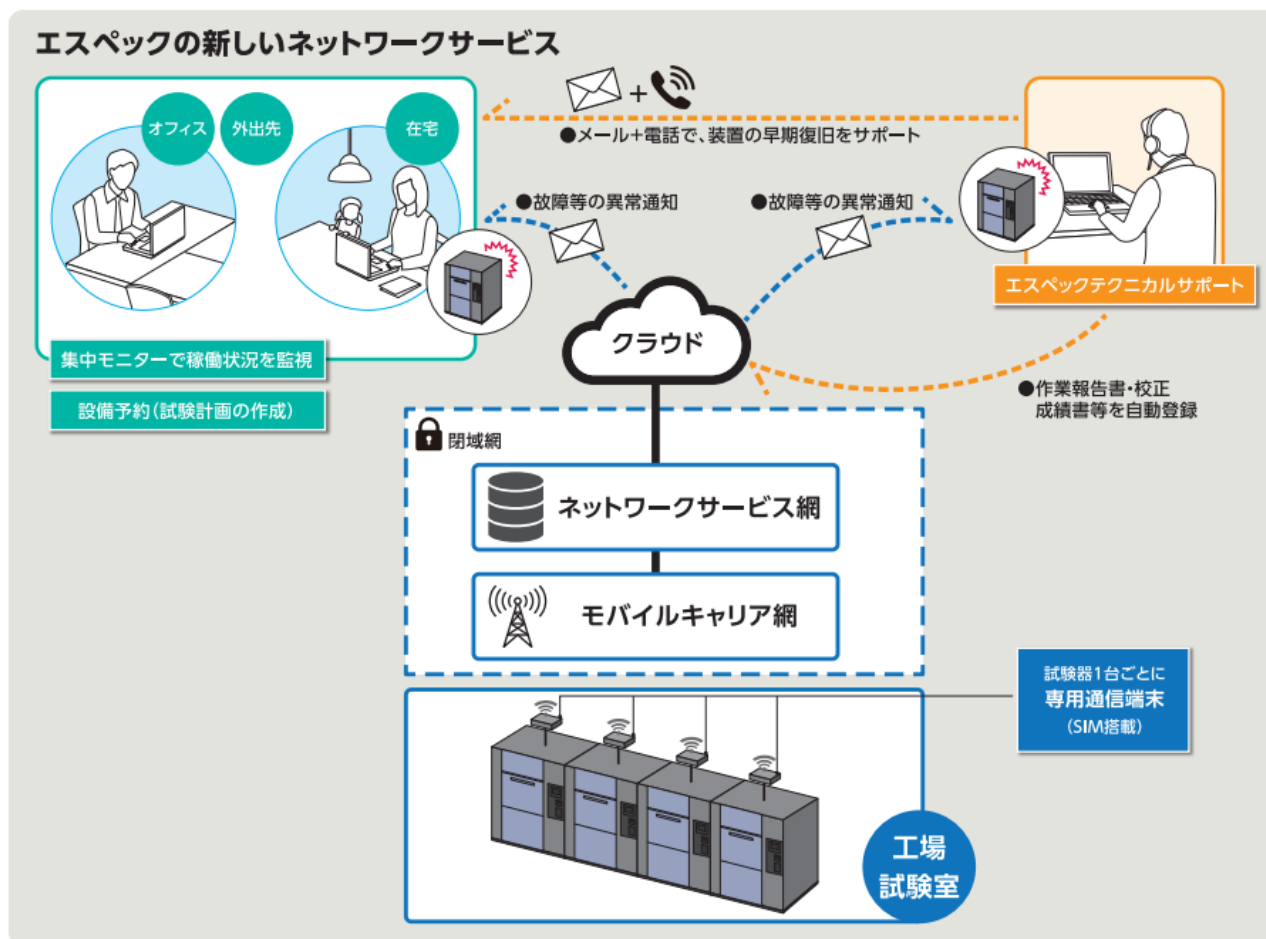 エスペックの新しいネットワークサービス
オフィス
外出先
在宅
+
●メール+電話で、装置の早期復旧をサポート
●故障等の異常通知
●故障等の異常通知
エスペックテクニカルサポート
集中モニターで稼働状況を監視
設備予約(試験計画の作成)
クラウド
●作業報告書・校正
成績書等を自動登録
閉域網
ネットワークサービス網
モバイルキャリア網
試験器1台ごとに
専用通信端末
(SIM搭載)
工場
試験室